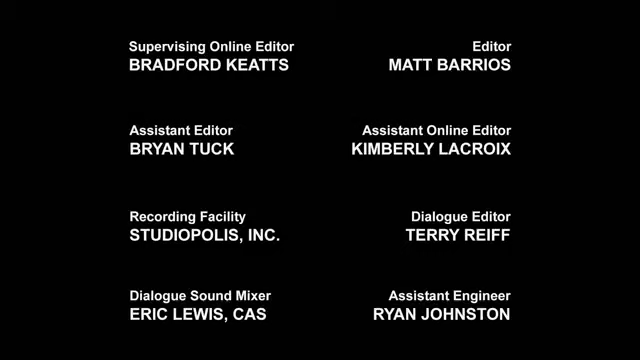 Supervising Online Editor
BRADFORD KEATTS
Editor
MATT BARRIOS
Assistant Editor
BRYAN TUCK
Assistant Online Editor
KIMBERLY LACROIX
Recording Facility
STUDIOPOLIS, INC.
Dialogue Editor
TERRY REIFF
Dialogue Sound Mixer
ERIC LEWIS, CAS
Assistant Engineer
RYAN JOHNSTON